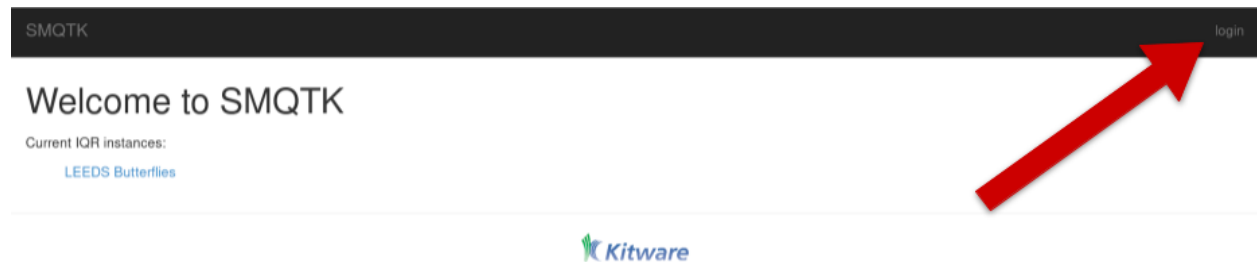 SMQTK login
Welcome to SMQTK
Current IQR instances:
LEEDS Butterflies
Kitware